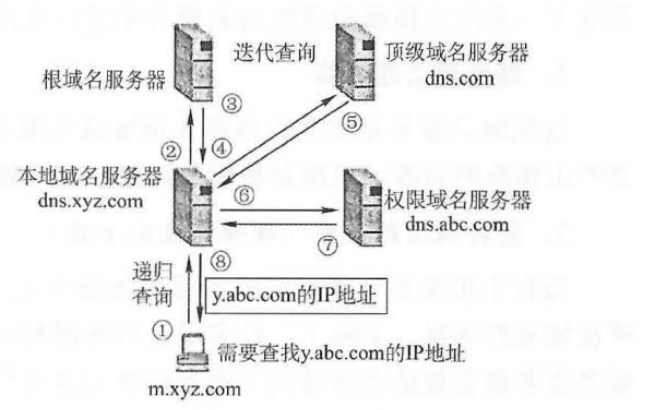 迭代查询
顶级域名服务器
dns.com
根域名服务器
③
②
④
⑤
本地域名服务器
dns.xyz.com
⑥
权限域名服务器
dns.abc.com
⑦
⑧
递归
查询
y.abc.com的IP地址
①
需要查找y.abc.com的IP地址
m.xyz.com